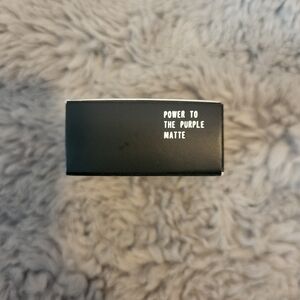 POWER TO
THE PURPLE
MATTE